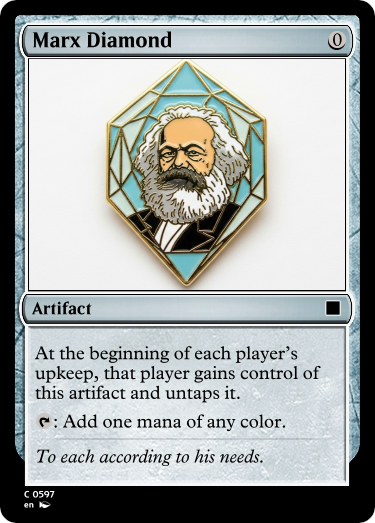 Marx Diamond 0
Artifact
At the beginning of each player's
upkeep, that player gains control of
this artifact and untaps it.
: Add one mana of any color.
To each according to his needs.
C 0597
en